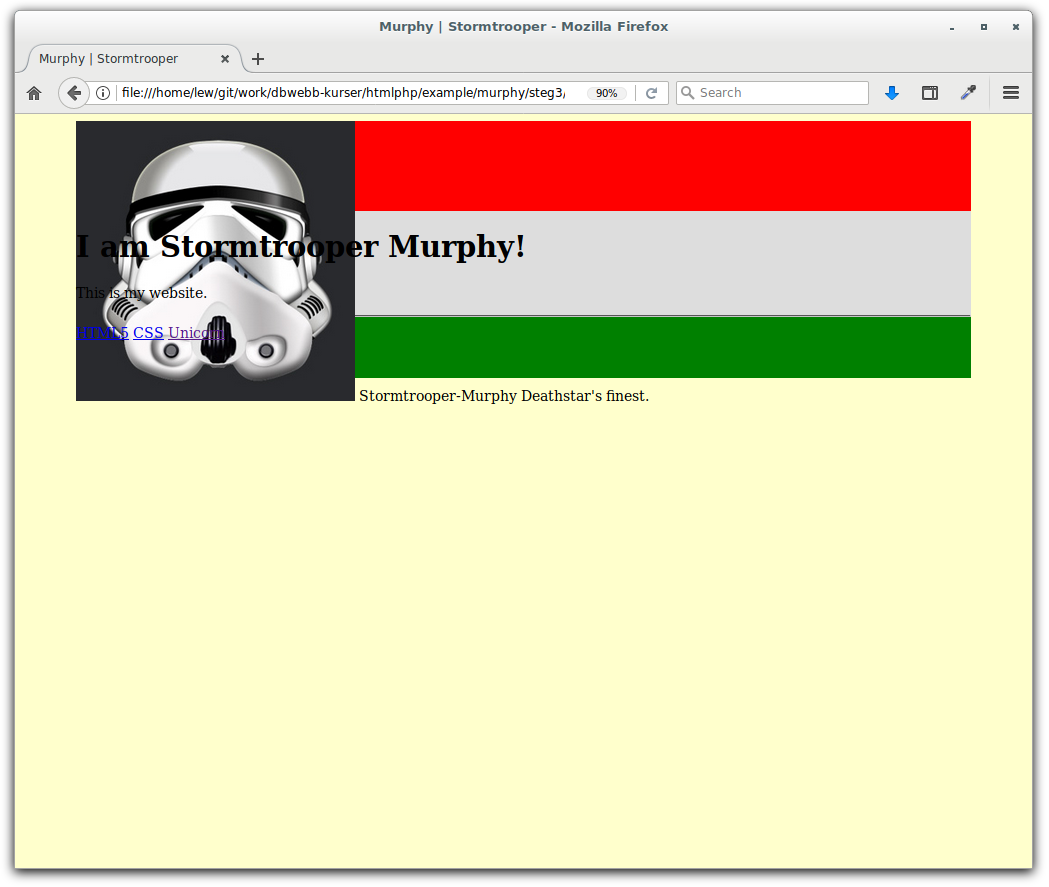 Murphy | Stormtrooper - Mozilla Firefox
Murphy | Stormtrooper
file:///home/lew/git/work/dbwebb-kurser/htmlphp/example/murphy/steg3/ 90% Search
I am Stormtrooper Murphy!
This is my website.
HTML5 CSS Unicorn
Stormtrooper-Murphy Deathstar's finest.